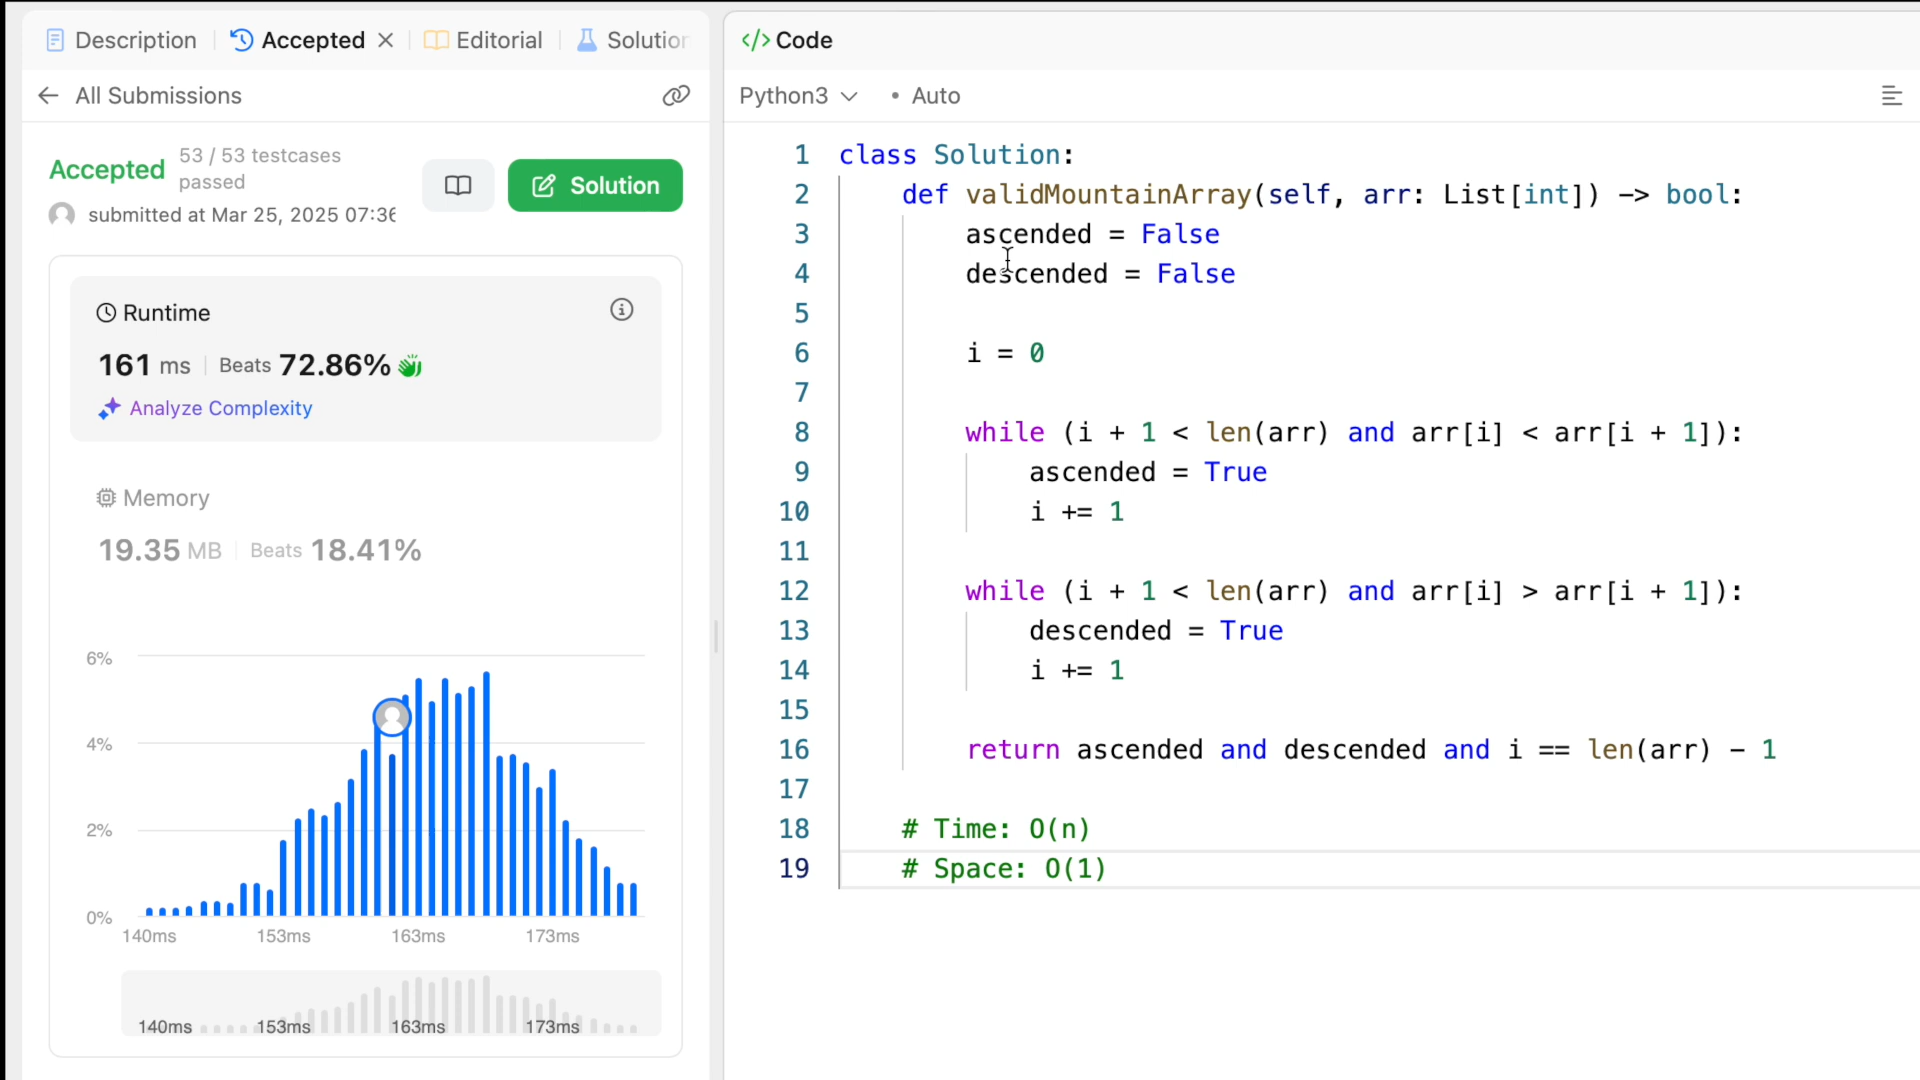 Description
Accepted
Editorial
Solution
All Submissions
Accepted
53 / 53 testcases passed
submitted at Mar 25, 2025 07:36
Solution
Runtime
161 ms
Beats 72.86%
Analyze Complexity
Memory
19.35 MB
Beats 18.41%
6%
4%
2%
0%
140ms 153ms 163ms 173ms
140ms 153ms 163ms 173ms
</> Code
Python3 • Auto
1 class Solution:
2 def validMountainArray(self, arr: List[int]) -> bool:
3 ascended = False
4 descended = False
5
6 i = 0
7
8 while (i + 1 < len(arr) and arr[i] < arr[i + 1]):
9 ascended = True
10 i += 1
11
12 while (i + 1 < len(arr) and arr[i] > arr[i + 1]):
13 descended = True
14 i += 1
15
16 return ascended and descended and i == len(arr) - 1
17
18 # Time: O(n)
19 # Space: O(1)